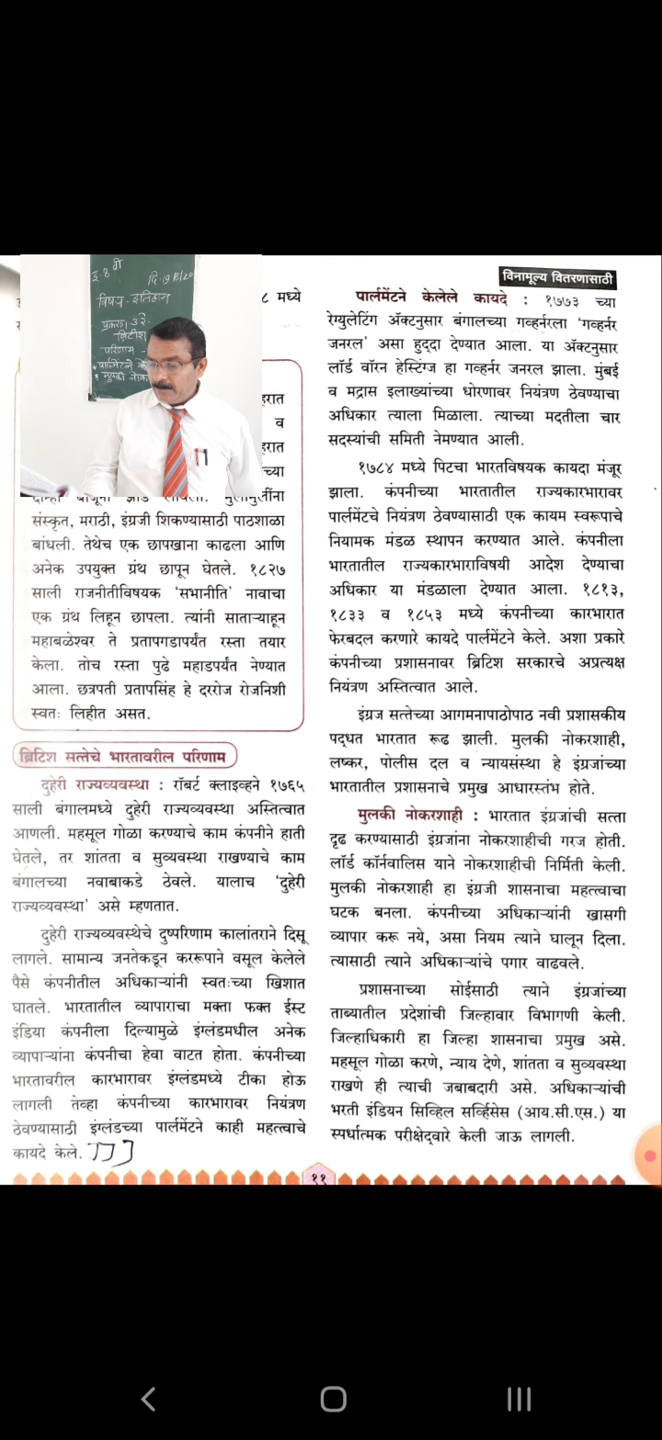 इ. ८ वी
विषय - इतिहास
विनामूल्य वितरणासाठी
८ मध्ये
हरात
व
हरात
च्या
संस्कृत, मराठी, इंग्रजी शिकण्यासाठी पाठशाळा
बांधली. तेथेच एक छापखाना काढला आणि
अनेक उपयुक्त ग्रंथ छापून घेतले. १८२७
साली राजनीतीविषयक ‘सभानीति’ नावाचा
एक ग्रंथ लिहून छापला. त्यांनी साताऱ्याहून
महाबळेश्वर ते प्रतापगडापर्यंत रस्ता तयार
केला. तोच रस्ता पुढे महाडपर्यंत नेण्यात
आला. छत्रपती प्रतापसिंह हे दररोज रोजनिशी
स्वतः लिहीत असत.
ब्रिटिश सत्तेचे भारतावरील परिणाम
दुहेरी राज्यव्यवस्था : रॉबर्ट क्लाइव्हने १७६५
साली बंगालमध्ये दुहेरी राज्यव्यवस्था अस्तित्वात
आणली. महसूल गोळा करण्याचे काम कंपनीने हाती
घेतले, तर शांतता व सुव्यवस्था राखण्याचे काम
बंगालच्या नवाबाकडे ठेवले. यालाच ‘दुहेरी
राज्यव्यवस्था’ असे म्हणतात.
दुहेरी राज्यव्यवस्थेचे दुष्परिणाम कालांतराने दिसू
लागले. सामान्य जनतेकडून कररूपाने वसूल केलेले
पैसे कंपनीतील अधिकाऱ्यांनी स्वतःच्या खिशात
घातले. भारतातील व्यापाराचा मक्ता फक्त ईस्ट
इंडिया कंपनीला दिल्यामुळे इंग्लंडमधील अनेक
व्यापाऱ्यांना कंपनीचा हेवा वाटत होता. कंपनीच्या
भारतावरील कारभारावर इंग्लंडमध्ये टीका होऊ
लागली तेव्हा कंपनीच्या कारभारावर नियंत्रण
ठेवण्यासाठी इंग्लंडच्या पार्लमेंटने काही महत्त्वाचे
कायदे केले.
पार्लमेंटने केलेले कायदे : १७७३ च्या
रेग्युलेटिंग ॲक्टनुसार बंगालच्या गव्हर्नरला ‘गव्हर्नर
जनरल’ असा हुद्दा देण्यात आला. या ॲक्टनुसार
लॉर्ड वॉरन हेस्टिंग्ज हा गव्हर्नर जनरल झाला. मुंबई
व मद्रास इलाख्यांच्या धोरणावर नियंत्रण ठेवण्याचा
अधिकार त्याला मिळाला. त्याच्या मदतीला चार
सदस्यांची समिती नेमण्यात आली.
१७८४ मध्ये पिटचा भारतविषयक कायदा मंजूर
झाला. कंपनीच्या भारतातील राज्यकारभारावर
पार्लमेंटचे नियंत्रण ठेवण्यासाठी एक कायम स्वरूपाचे
नियामक मंडळ स्थापन करण्यात आले. कंपनीला
भारतातील राज्यकारभाराविषयी आदेश देण्याचा
अधिकार या मंडळाला देण्यात आला. १८१३,
१८३३ व १८५३ मध्ये कंपनीच्या कारभारात
फेरबदल करणारे कायदे पार्लमेंटने केले. अशा प्रकारे
कंपनीच्या प्रशासनावर ब्रिटिश सरकारचे अप्रत्यक्ष
नियंत्रण अस्तित्वात आले.
इंग्रज सत्तेच्या आगमनापाठोपाठ नवी प्रशासकीय
पद्धत भारतात रूढ झाली. मुलकी नोकरशाही,
लष्कर, पोलीस दल व न्यायसंस्था हे इंग्रजांच्या
भारतातील प्रशासनाचे प्रमुख आधारस्तंभ होते.
मुलकी नोकरशाही : भारतात इंग्रजांची सत्ता
दृढ करण्यासाठी इंग्रजांना नोकरशाहीची गरज होती.
लॉर्ड कॉर्नवालिस याने नोकरशाहीची निर्मिती केली.
मुलकी नोकरशाही हा इंग्रजी शासनाचा महत्त्वाचा
घटक बनला. कंपनीच्या अधिकाऱ्यांनी खासगी
व्यापार करू नये, असा नियम त्याने घालून दिला.
त्यासाठी त्याने अधिकाऱ्यांचे पगार वाढवले.
प्रशासनाच्या सोईसाठी त्याने इंग्रजांच्या
ताब्यातील प्रदेशांची जिल्हावार विभागणी केली.
जिल्हाधिकारी हा जिल्हा शासनाचा प्रमुख असे.
महसूल गोळा करणे, न्याय देणे, शांतता व सुव्यवस्था
राखणे ही त्याची जबाबदारी असे. अधिकाऱ्यांची
भरती इंडियन सिव्हिल सर्व्हिसेस (आय.सी.एस.) या
स्पर्धात्मक परीक्षेद्वारे केली जाऊ लागली.
११